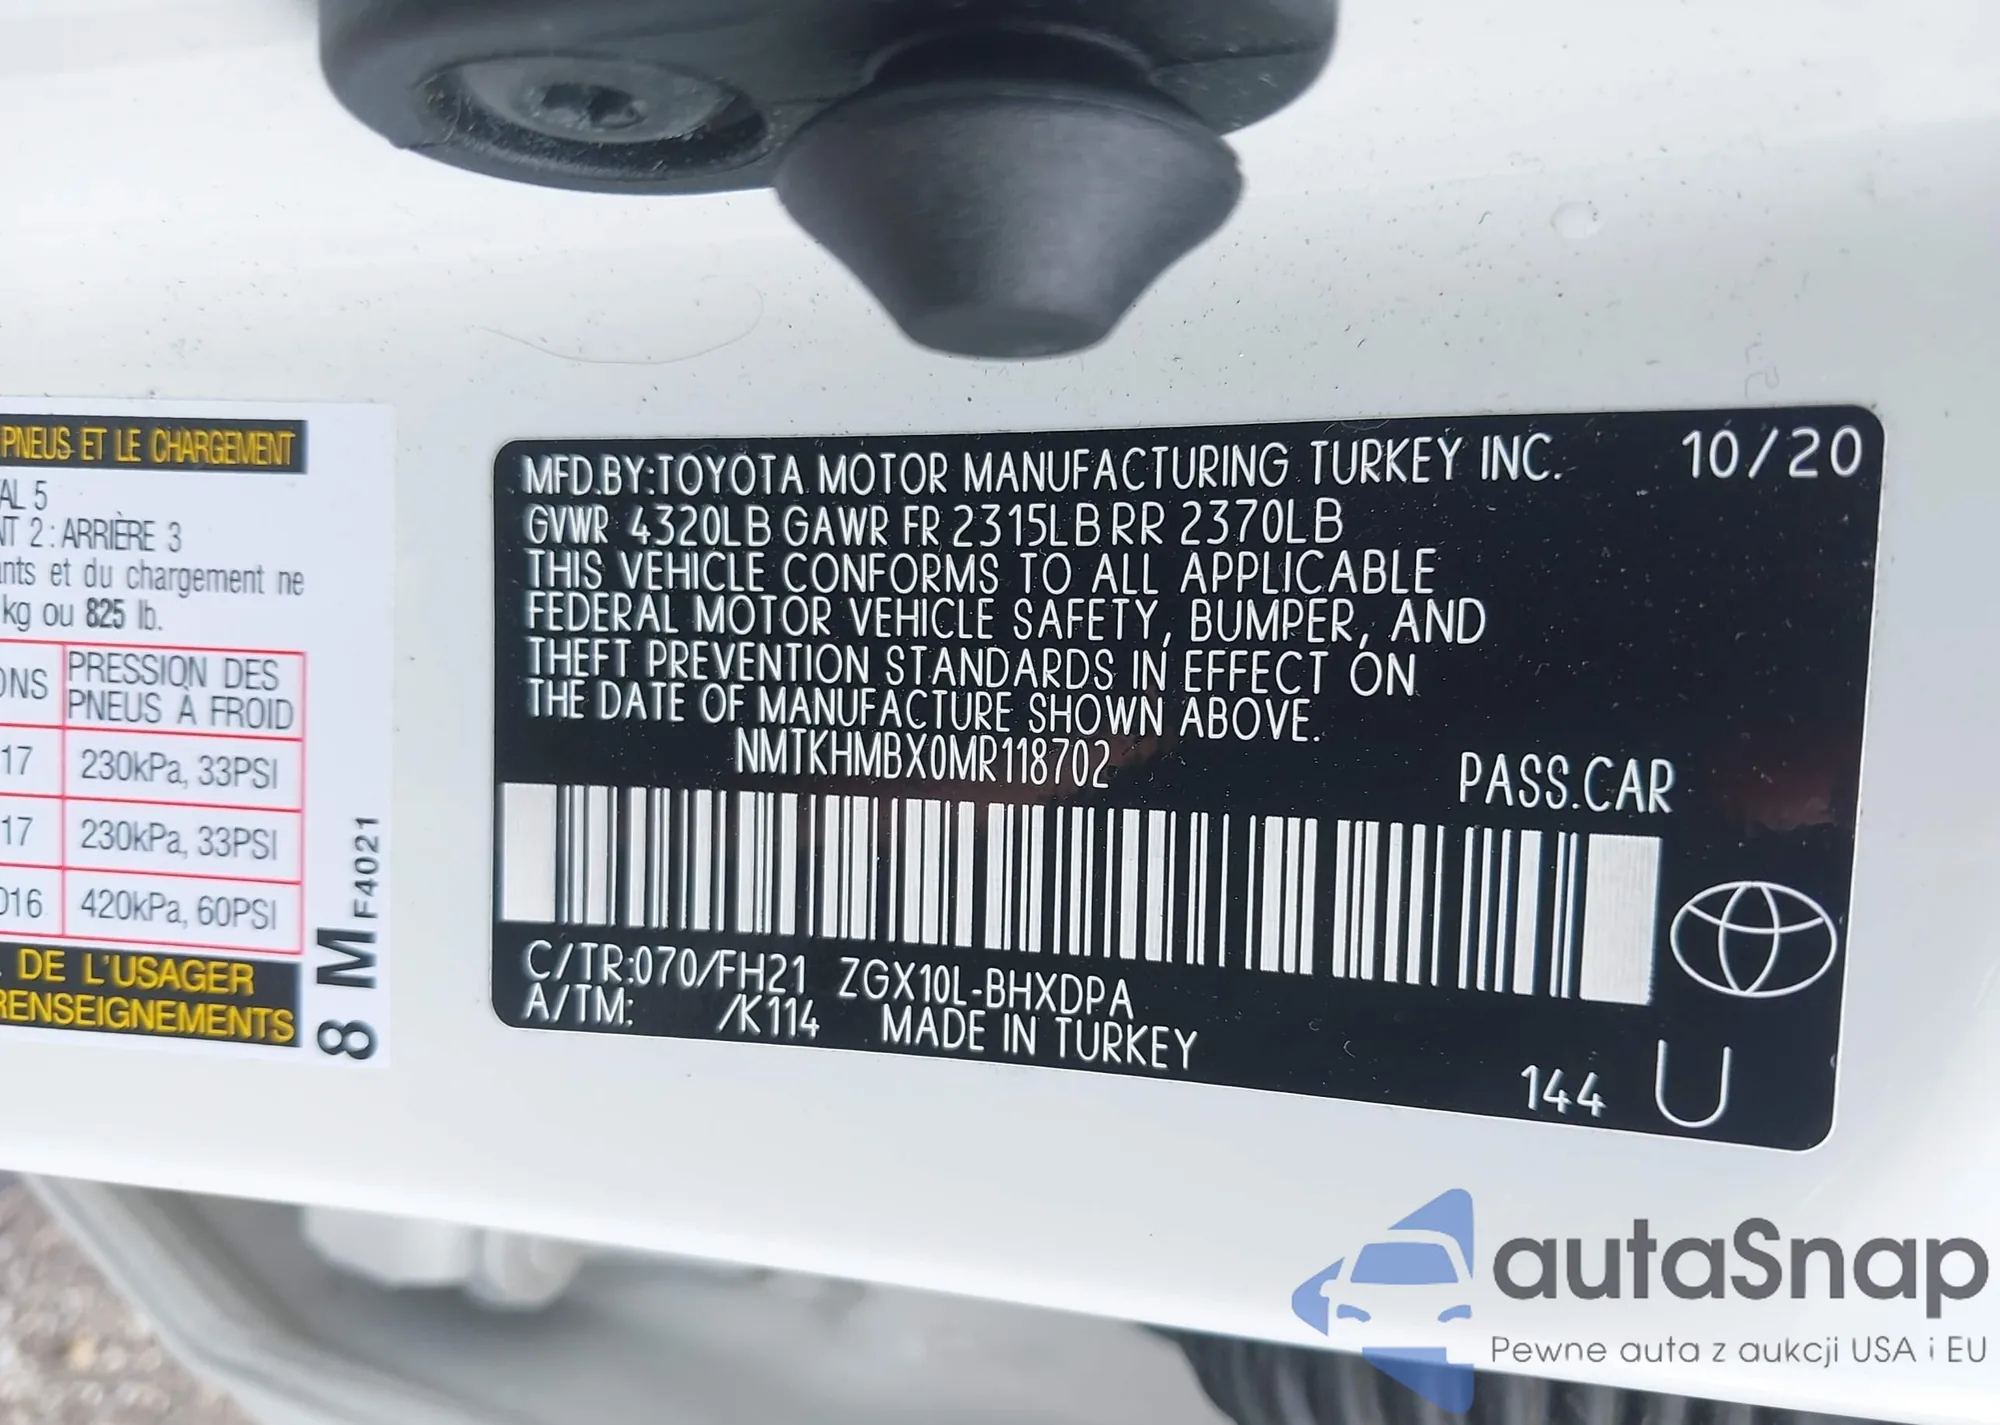 PNEUS ET LE CHARGEMENT
AL 5
NT 2 : ARRIÈRE 3
ants et du chargement ne
kg ou 825 lb.
ONS PRESSION DES
PNEUS À FROID
17 230kPa, 33PSI
17 230kPa, 33PSI
016 420kPa, 60PSI
DE L'USAGER
RENSEIGNEMENTS
8 M F4021
MFD.BY:TOYOTA MOTOR MANUFACTURING TURKEY INC. 10/20
GVWR 4320LB GAWR FR 2315LB RR 2370LB
THIS VEHICLE CONFORMS TO ALL APPLICABLE
FEDERAL MOTOR VEHICLE SAFETY, BUMPER, AND
THEFT PREVENTION STANDARDS IN EFFECT ON
THE DATE OF MANUFACTURE SHOWN ABOVE.
NMTKHMBX0MR118702
PASS.CAR
C/TR:070/FH21 ZGX10L-BHXDPA
A/TM: /K114 MADE IN TURKEY
144 U
autaSnap
Pewne auta z aukcji USA i EU